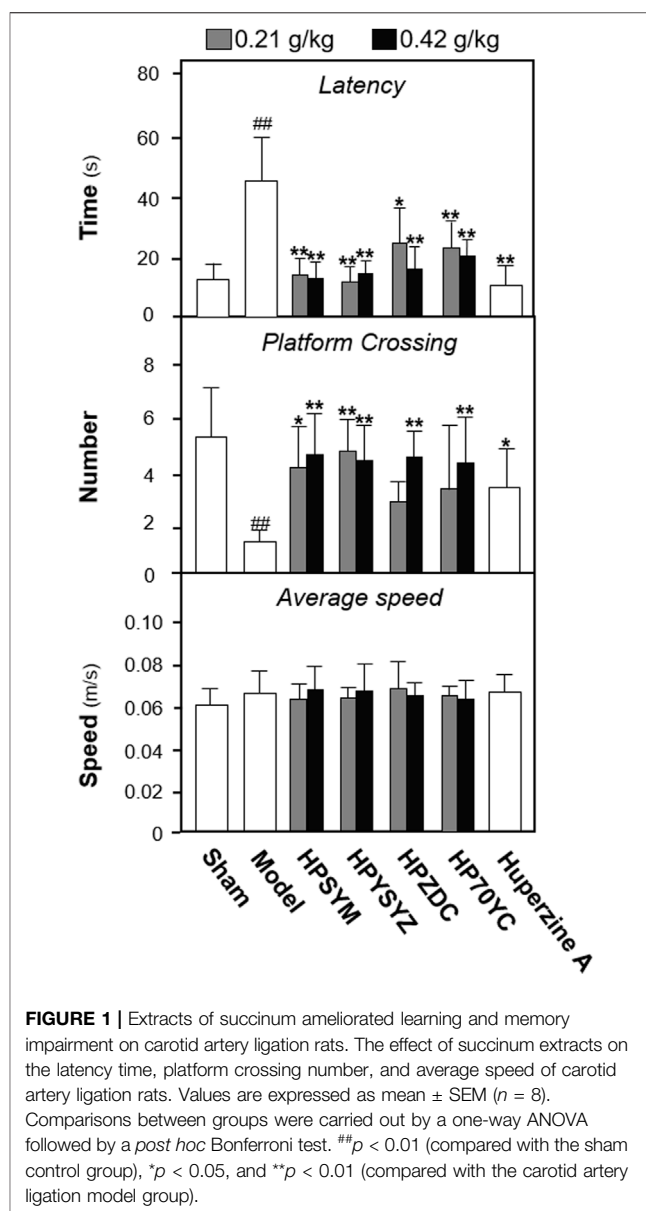 0.21 g/kg 0.42 g/kg
Latency
80
60
40
20
0
Time (s)
##
**
**
**
**
*
**
**
**
**
Platform Crossing
8
6
4
2
0
Number
##
*
**
**
**
**
**
*
Average speed
0.10
0.08
0.06
0.04
0.02
0
Speed (m/s)
Sham
Model
HPSYM
HPYSYZ
HPZDC
HP70YC
Huperzine A
FIGURE 1 | Extracts of succinum ameliorated learning and memory
impairment on carotid artery ligation rats. The effect of succinum extracts on
the latency time, platform crossing number, and average speed of carotid
artery ligation rats. Values are expressed as mean ± SEM (n = 8).
Comparisons between groups were carried out by a one-way ANOVA
followed by a post hoc Bonferroni test. ##p < 0.01 (compared with the sham
control group), *p < 0.05, and **p < 0.01 (compared with the carotid artery
ligation model group).